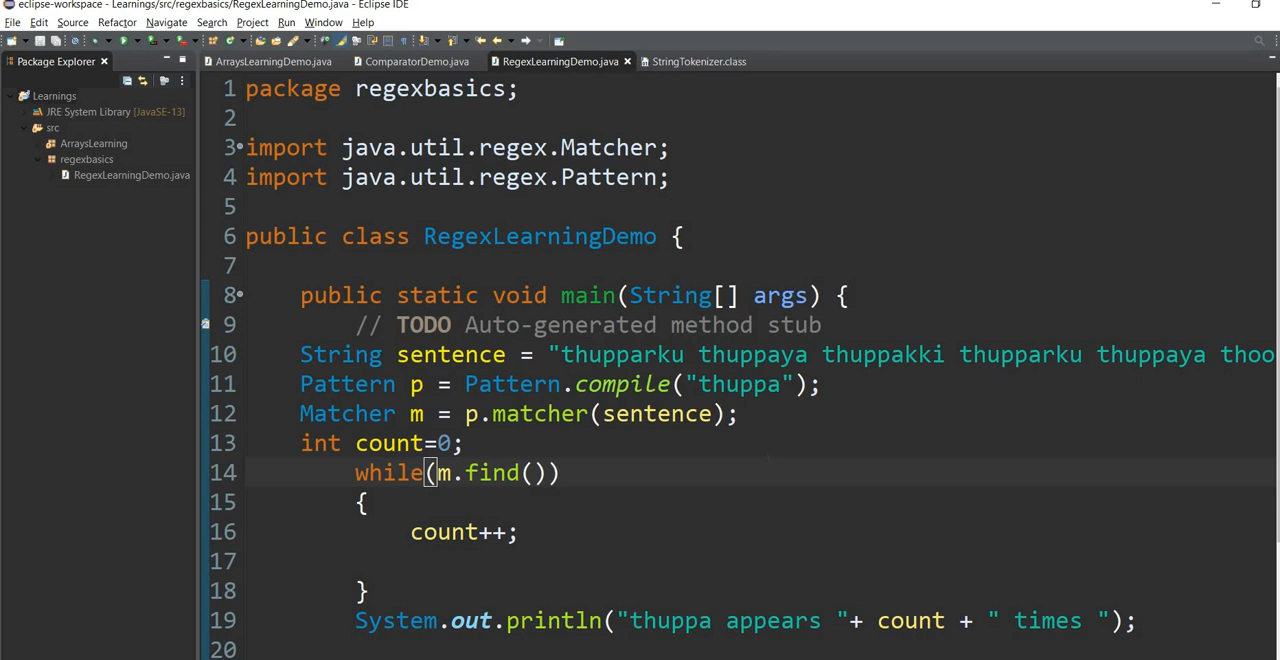 eclipse-workspace - Learnings/src/regexbasics/RegexLearningDemo.java - Eclipse IDE
File Edit Source Refactor Navigate Search Project Run Window Help
Package Explorer
ArraysLearningDemo.java ComparatorDemo.java RegexLearningDemo.java StringTokenizer.class
Learnings
JRE System Library [JavaSE-13]
src
ArraysLearning
regexbasics
RegexLearningDemo.java
1 package regexbasics;
2
3 import java.util.regex.Matcher;
4 import java.util.regex.Pattern;
5
6 public class RegexLearningDemo {
7
8 public static void main(String[] args) {
9 // TODO Auto-generated method stub
10 String sentence = "thupparku thuppaya thuppakki thupparku thuppaya thoo
11 Pattern p = Pattern.compile("thuppa");
12 Matcher m = p.matcher(sentence);
13 int count=0;
14 while(m.find())
15 {
16 count++;
17
18 }
19 System.out.println("thuppa appears "+ count + " times ");
20